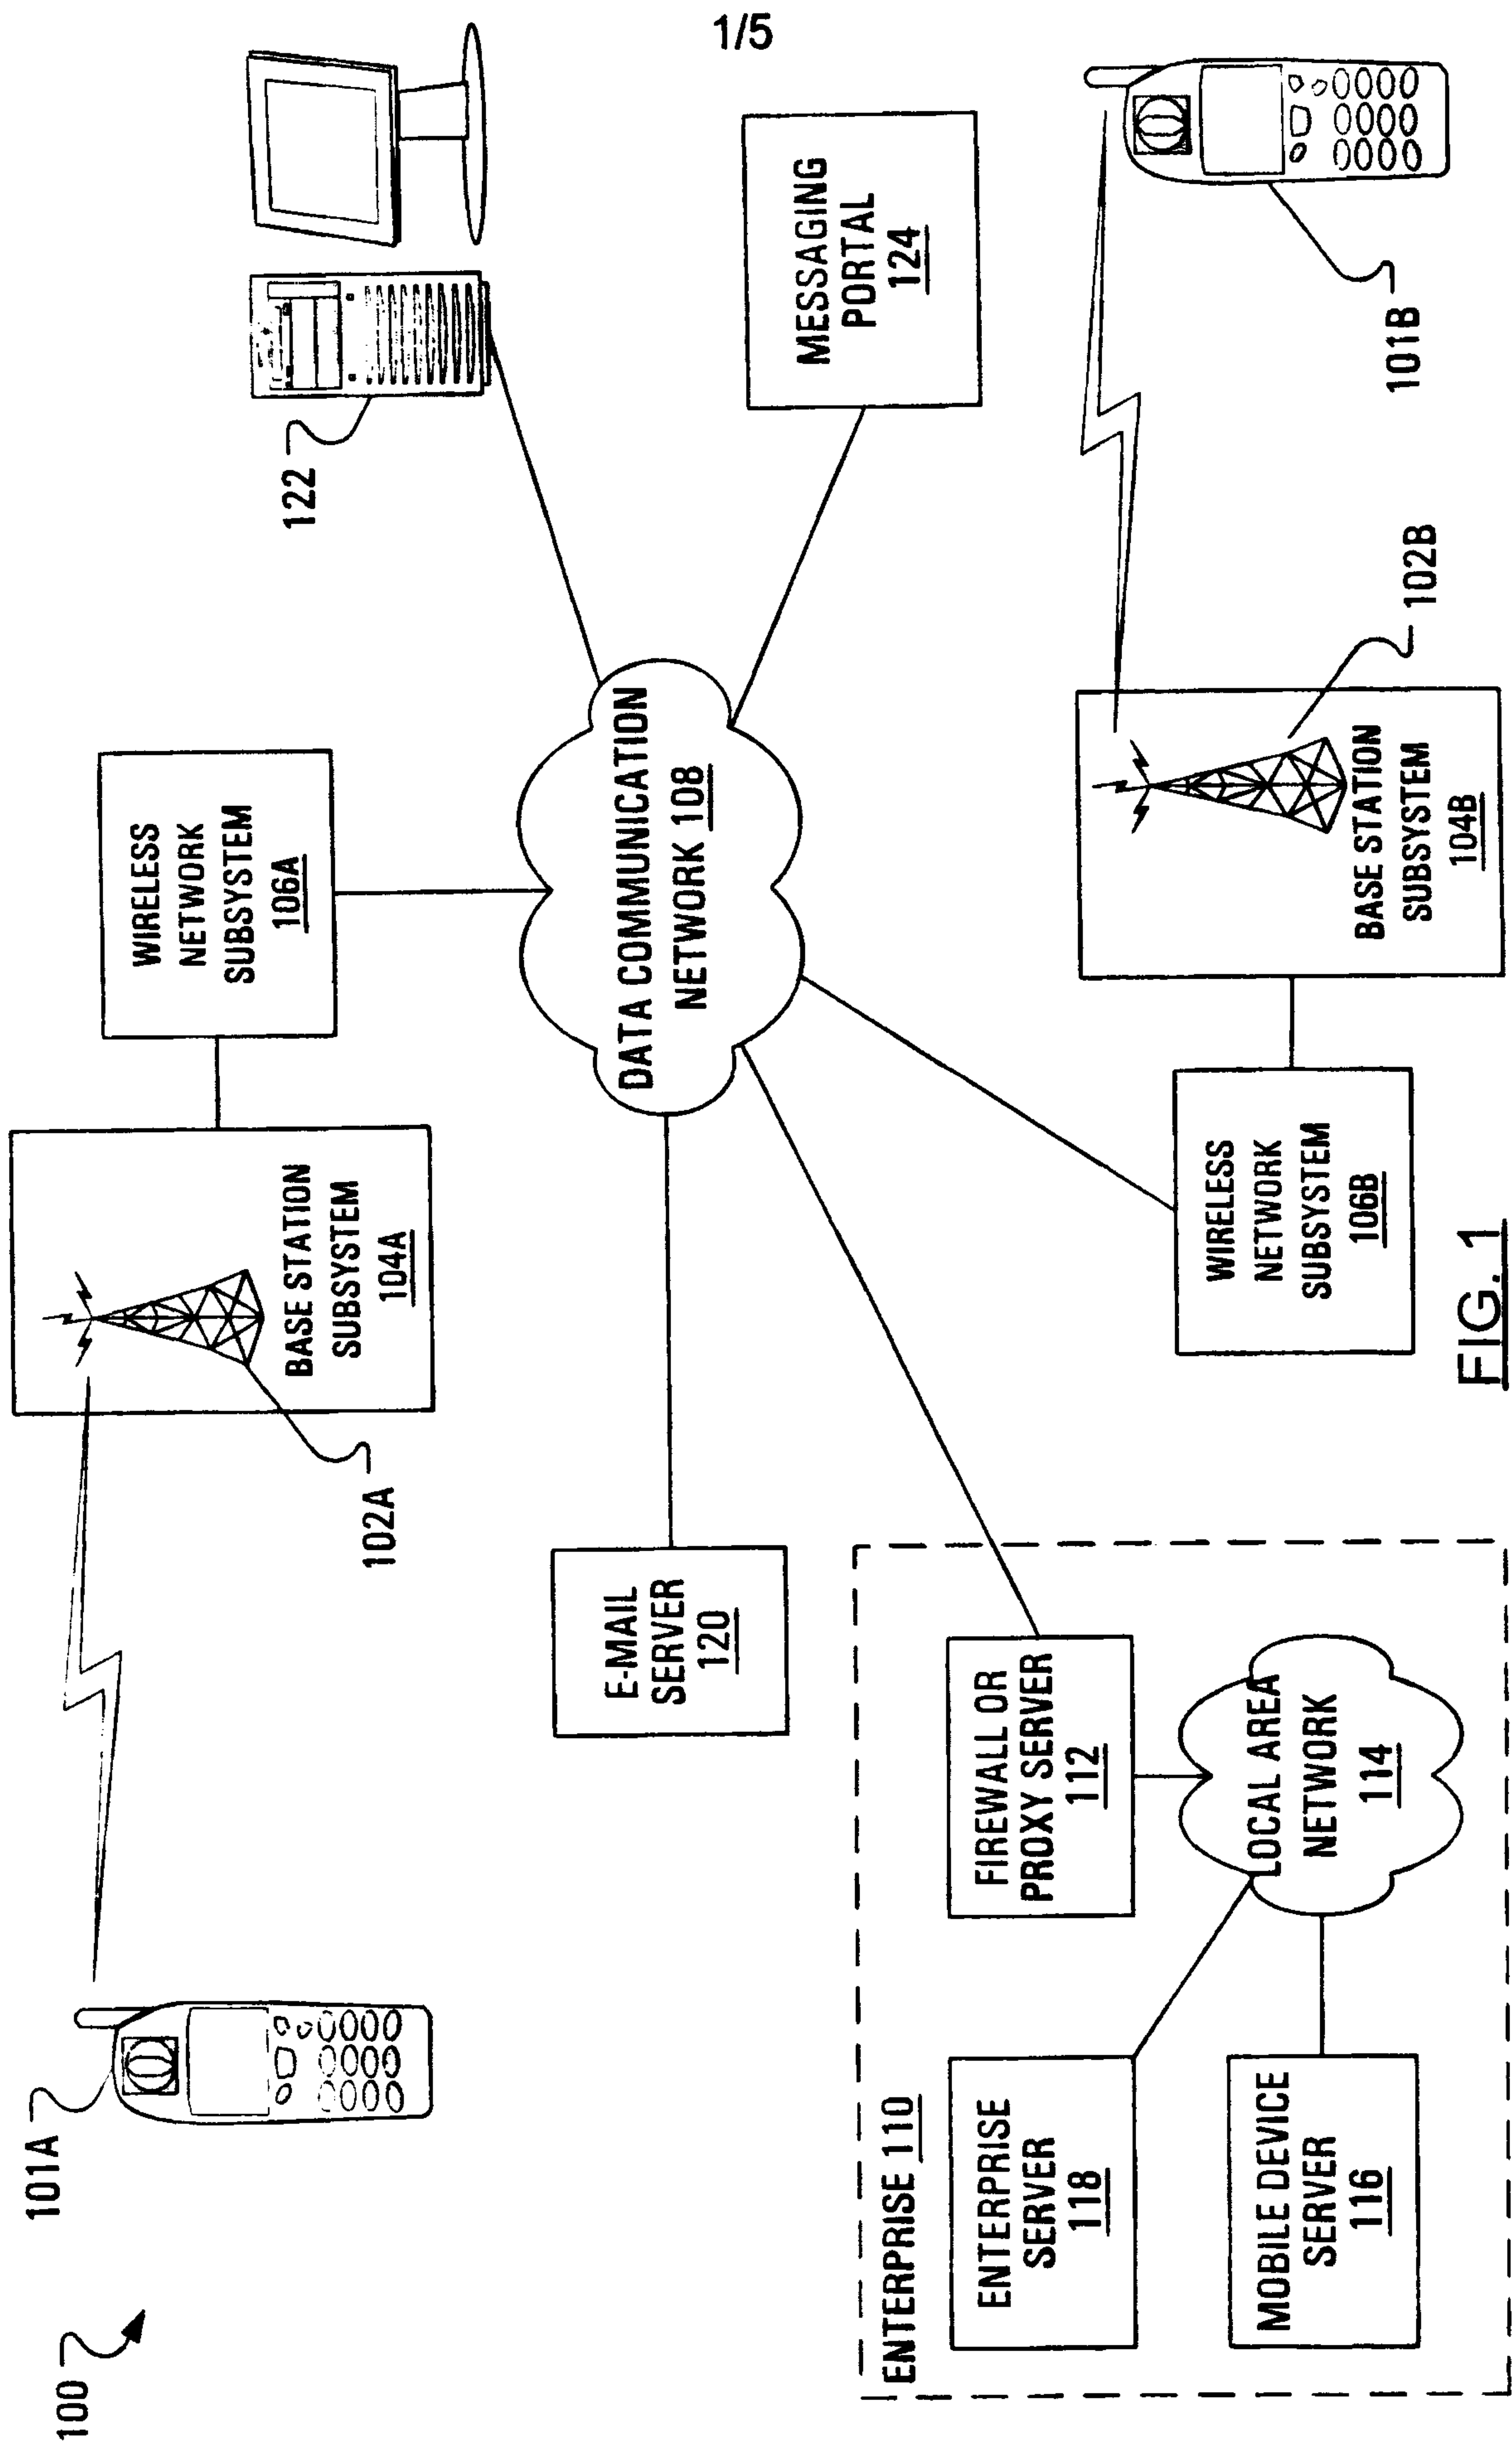 1/5
100
101A
102A
BASE STATION
SUBSYSTEM
104A
WIRELESS
NETWORK
SUBSYSTEM
106A
122
E-MAIL
SERVER
120
DATA COMMUNICATION
NETWORK 108
MESSAGING
PORTAL
124
ENTERPRISE 110
ENTERPRISE
SERVER
118
MOBILE DEVICE
SERVER
116
FIREWALL OR
PROXY SERVER
112
LOCAL AREA
NETWORK
114
WIRELESS
NETWORK
SUBSYSTEM
106B
BASE STATION
SUBSYSTEM
104B
102B
101B
FIG. 1